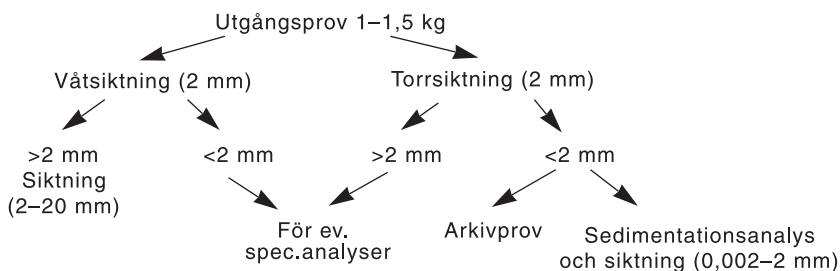 Utgångsprov 1–1,5 kg
Våtsiktning (2 mm)
Torrsiktning (2 mm)
>2 mm
Siktning
(2–20 mm)
<2 mm
>2 mm
<2 mm
För ev.
spec.analyser
Arkivprov
Sedimentationsanalys
och siktning (0,002–2 mm)